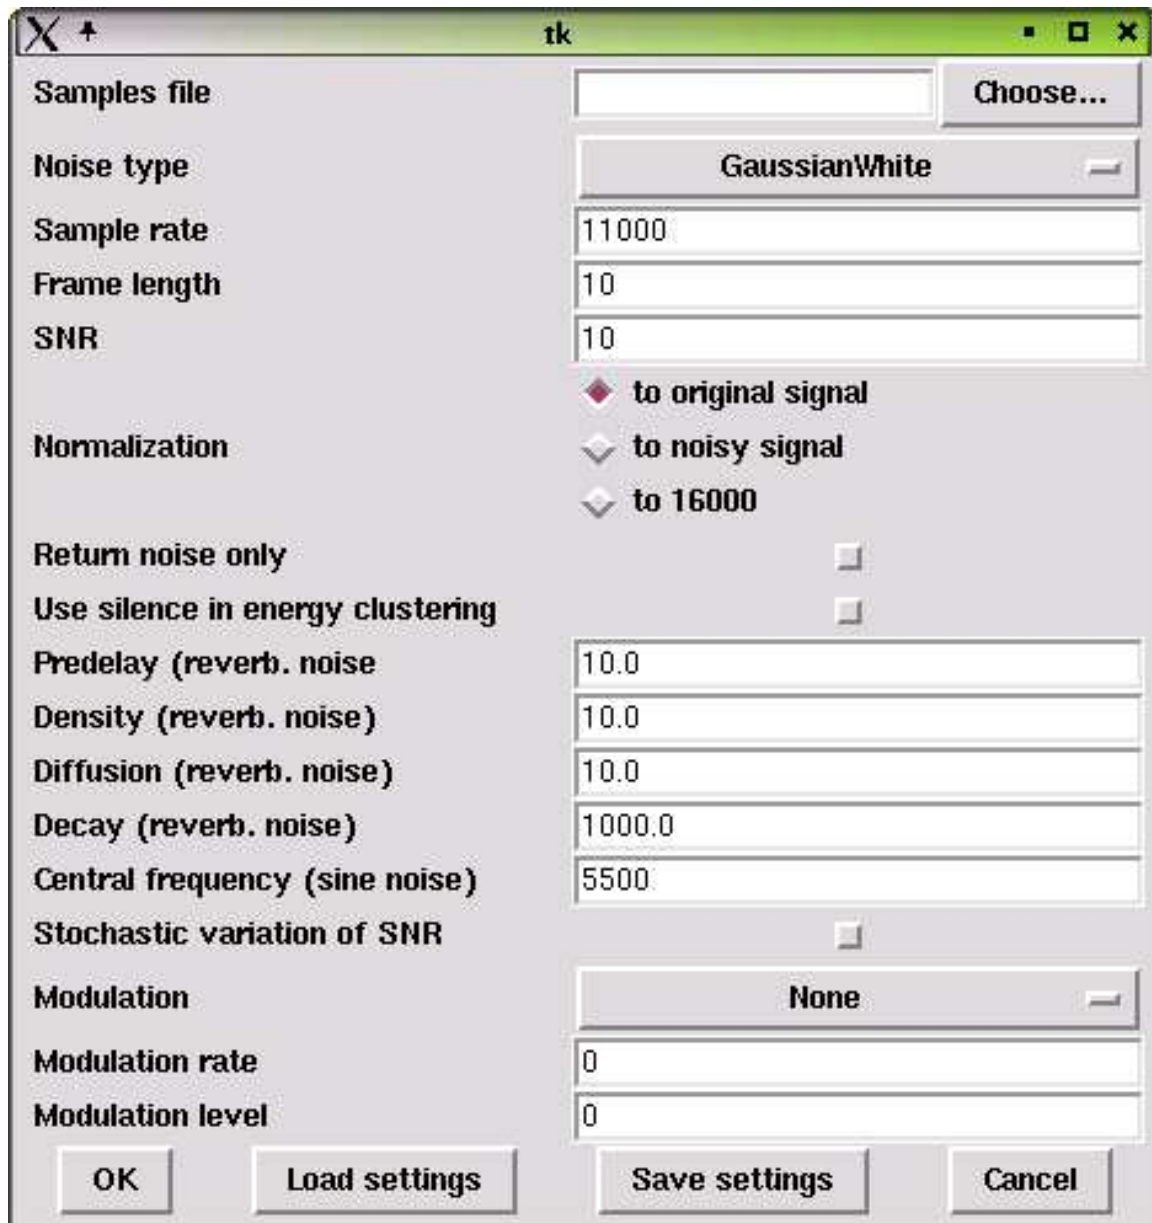 tk
Samples file Choose...
Noise type GaussianWhite
Sample rate 11000
Frame length 10
SNR 10
to original signal
Normalization to noisy signal
to 16000
Return noise only
Use silence in energy clustering
Predelay (reverb. noise 10.0
Density (reverb. noise) 10.0
Diffusion (reverb. noise) 10.0
Decay (reverb. noise) 1000.0
Central frequency (sine noise) 5500
Stochastic variation of SNR
Modulation None
Modulation rate 0
Modulation level 0
OK Load settings Save settings Cancel